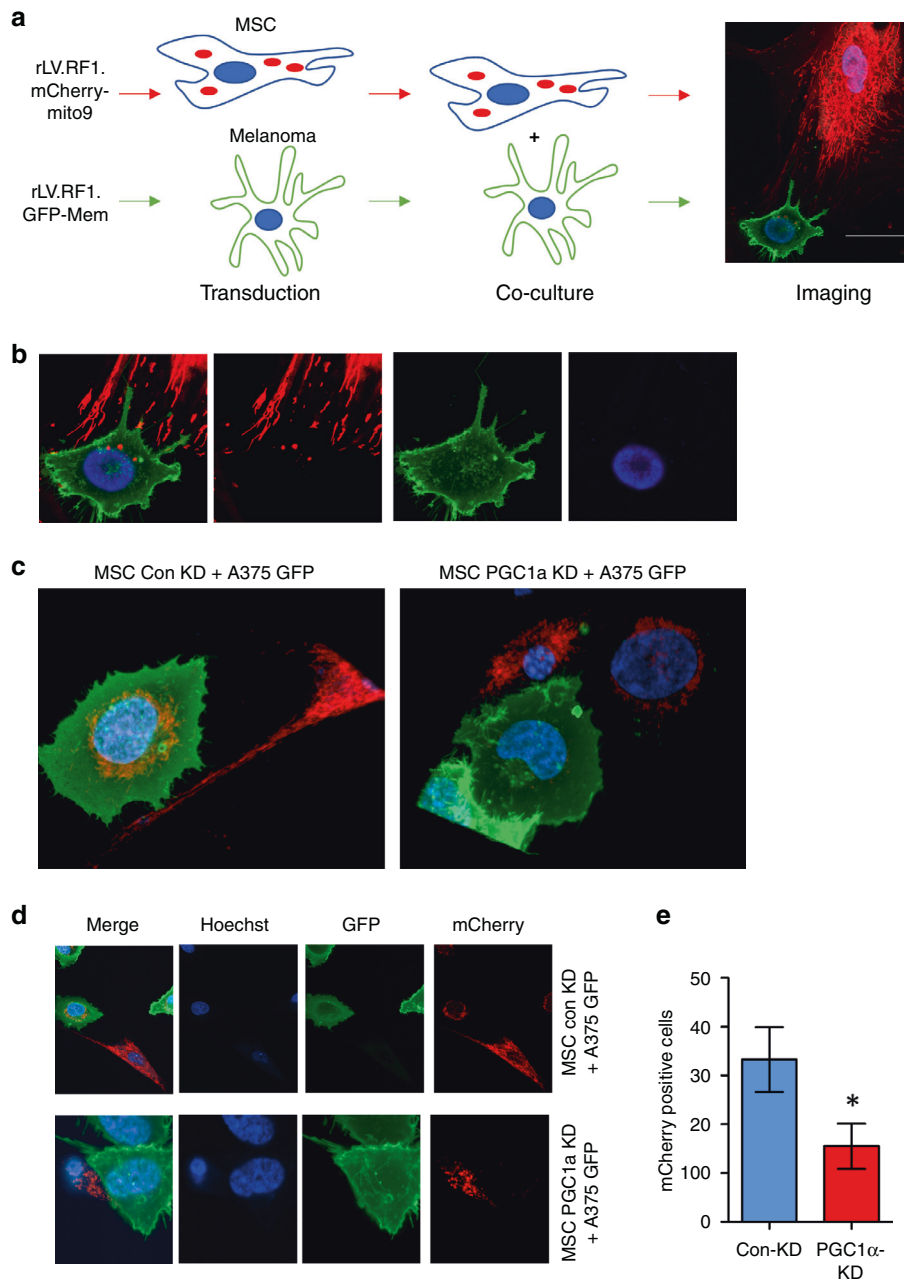 a
MSC
rLV.RF1.
mCherry-
mito9
Melanoma
+
rLV.RF1.
GFP-Mem
Transduction
Co-culture
Imaging
b
c
MSC Con KD + A375 GFP
MSC PGC1a KD + A375 GFP
d
Merge
Hoechst
GFP
mCherry
MSC con KD
+ A375 GFP
MSC PGC1a KD
+ A375 GFP
e
mCherry positive cells
50
40
30
20
100
0
*
Con-KD
PGC1α-
KD